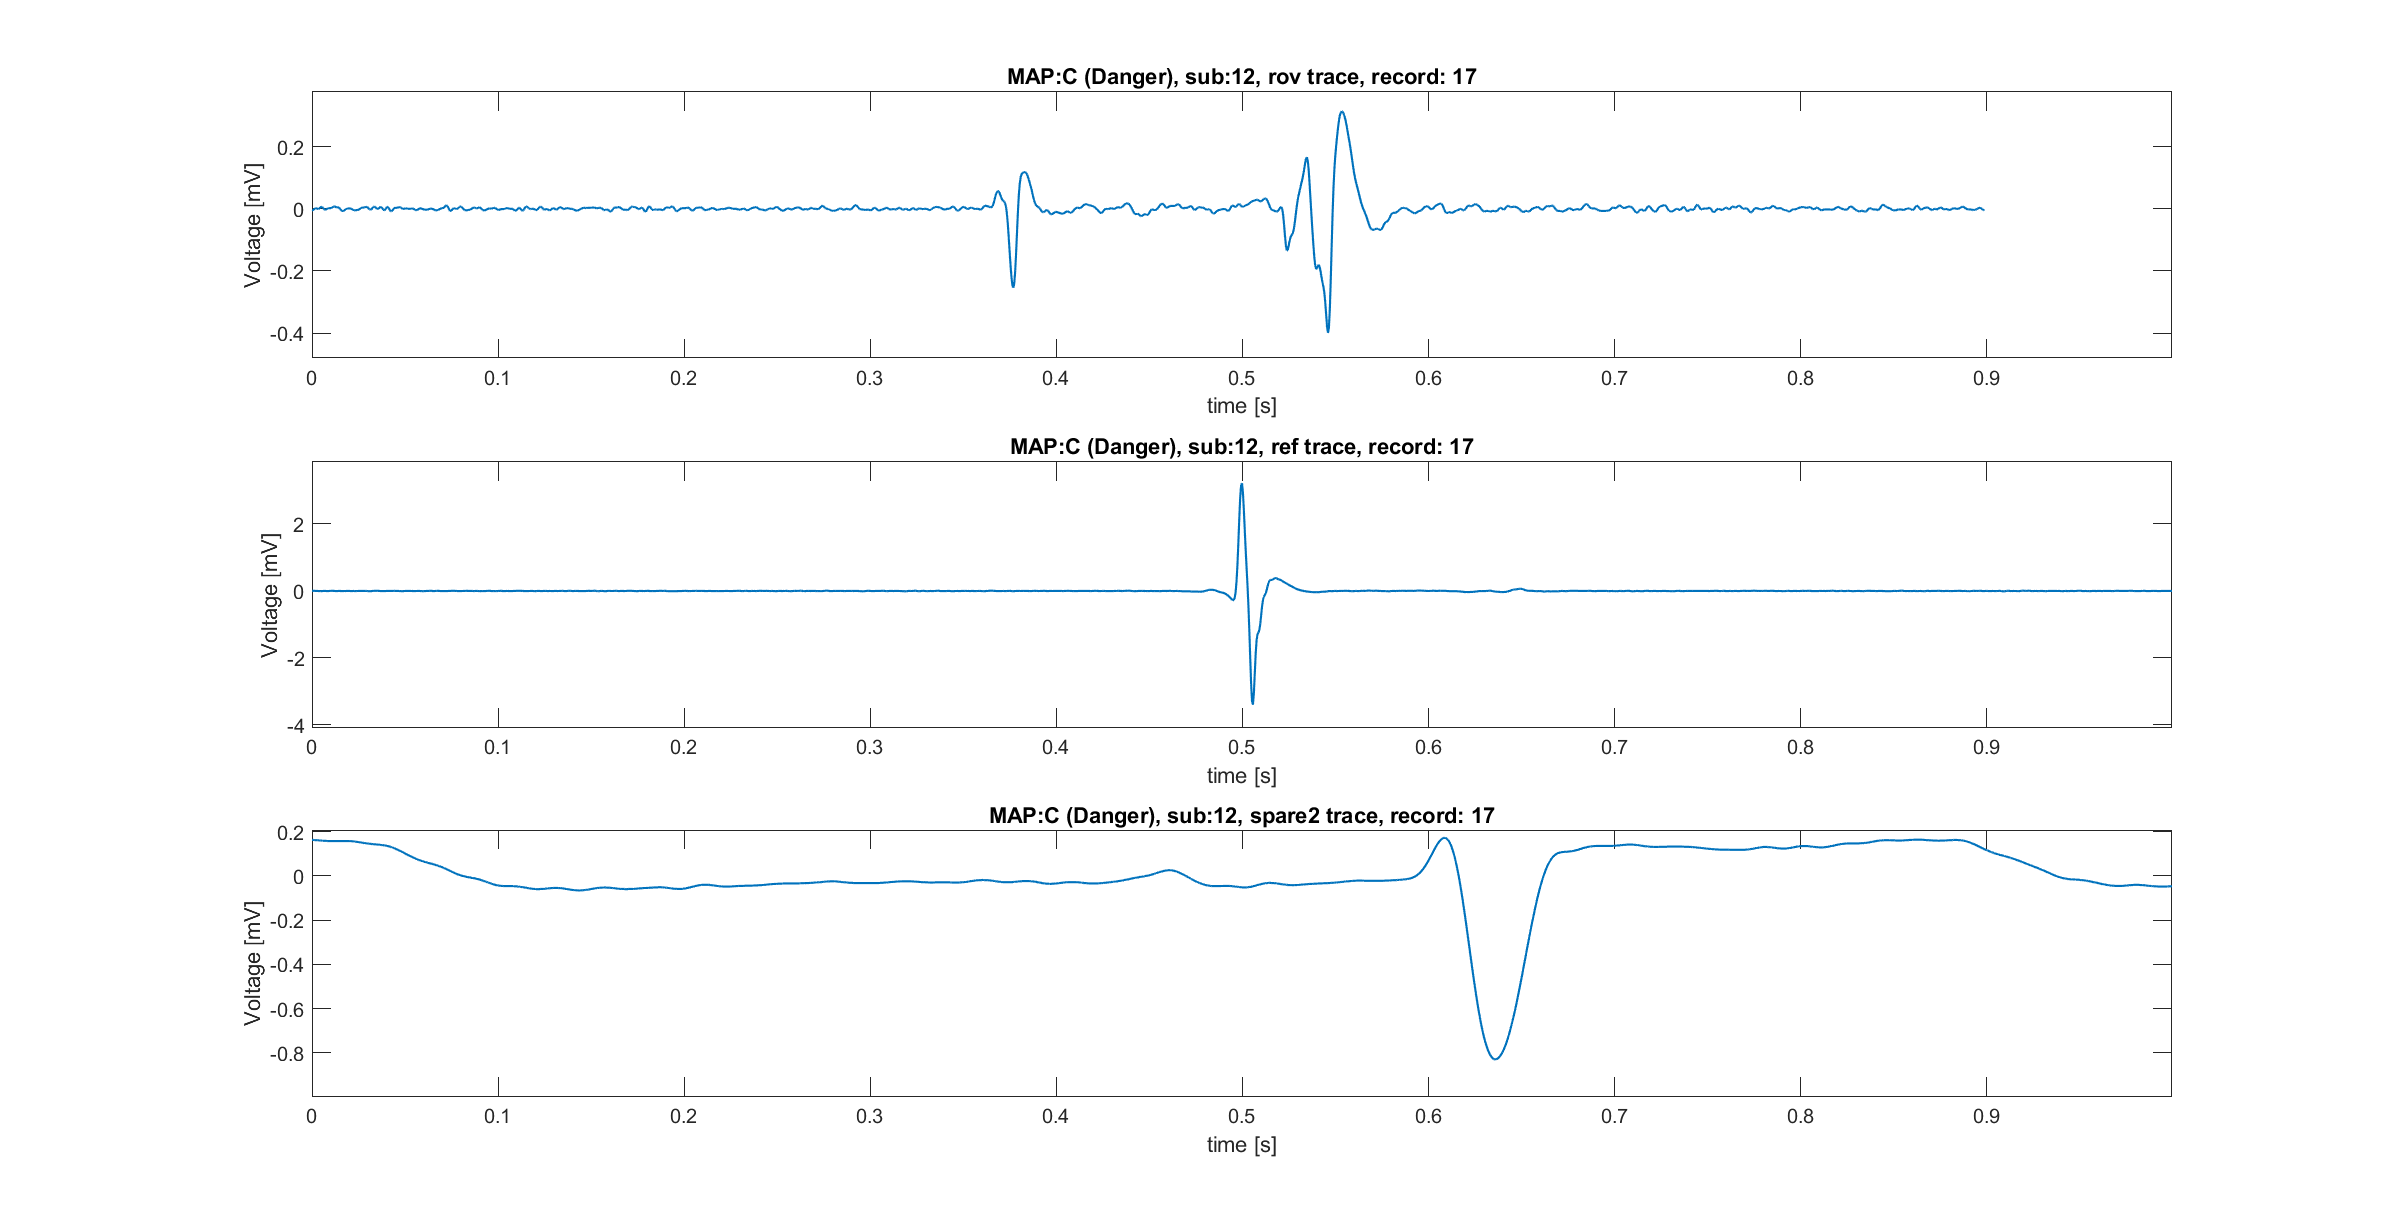 MAP:C (Danger), sub:12, rov trace, record: 17
Voltage [mV]
0.2
0
-0.2
-0.4
0 0.1 0.2 0.3 0.4 0.5 0.6 0.7 0.8 0.9
time [s]
MAP:C (Danger), sub:12, ref trace, record: 17
Voltage [mV]
2
0
-2
-4
0 0.1 0.2 0.3 0.4 0.5 0.6 0.7 0.8 0.9
time [s]
MAP:C (Danger), sub:12, spare2 trace, record: 17
Voltage [mV]
0.2
0
-0.2
-0.4
-0.6
-0.8
0 0.1 0.2 0.3 0.4 0.5 0.6 0.7 0.8 0.9
time [s]